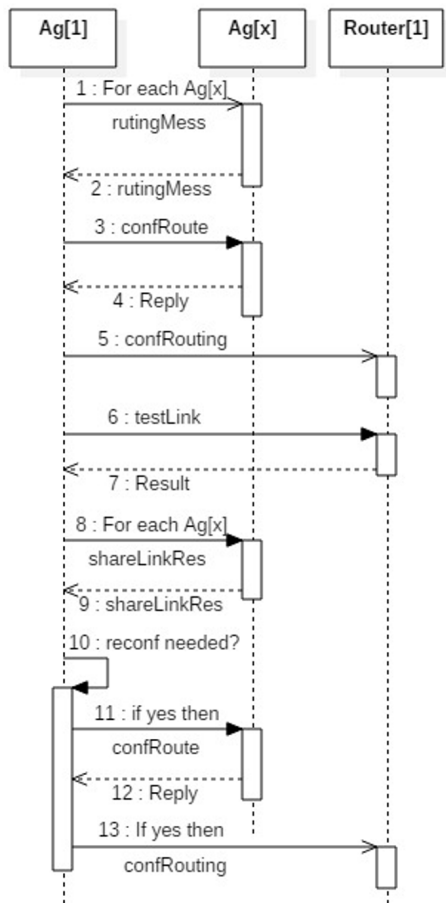 Ag[1]
Ag[x]
Router[1]
1 : For each Ag[x]
rutingMess
2 : rutingMess
3 : confRoute
4 : Reply
5 : confRouting
6 : testLink
7 : Result
8 : For each Ag[x]
shareLinkRes
9 : shareLinkRes
10 : reconf needed?
11 : if yes then
confRoute
12 : Reply
13 : If yes then
confRouting